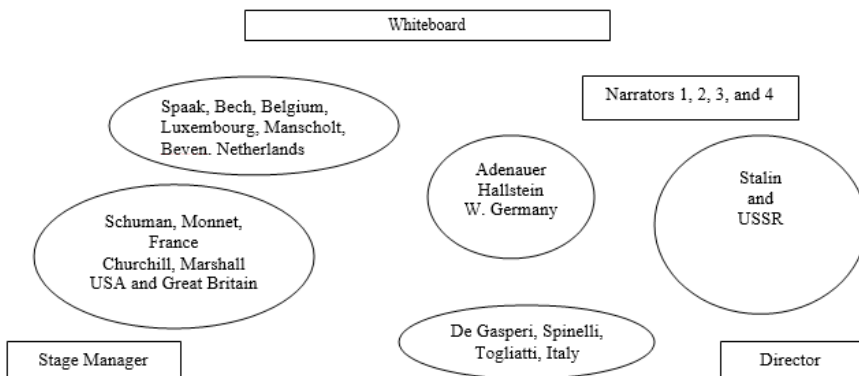 Whiteboard
Narrators 1, 2, 3, and 4
Spaak, Bech, Belgium,
Luxembourg, Manscholt,
Beven. Netherlands
Adenauer
Hallstein
W. Germany
Stalin
and
USSR
Schuman, Monnet,
France
Churchill, Marshall
USA and Great Britain
De Gasperi, Spinelli,
Togliatti, Italy
Stage Manager
Director